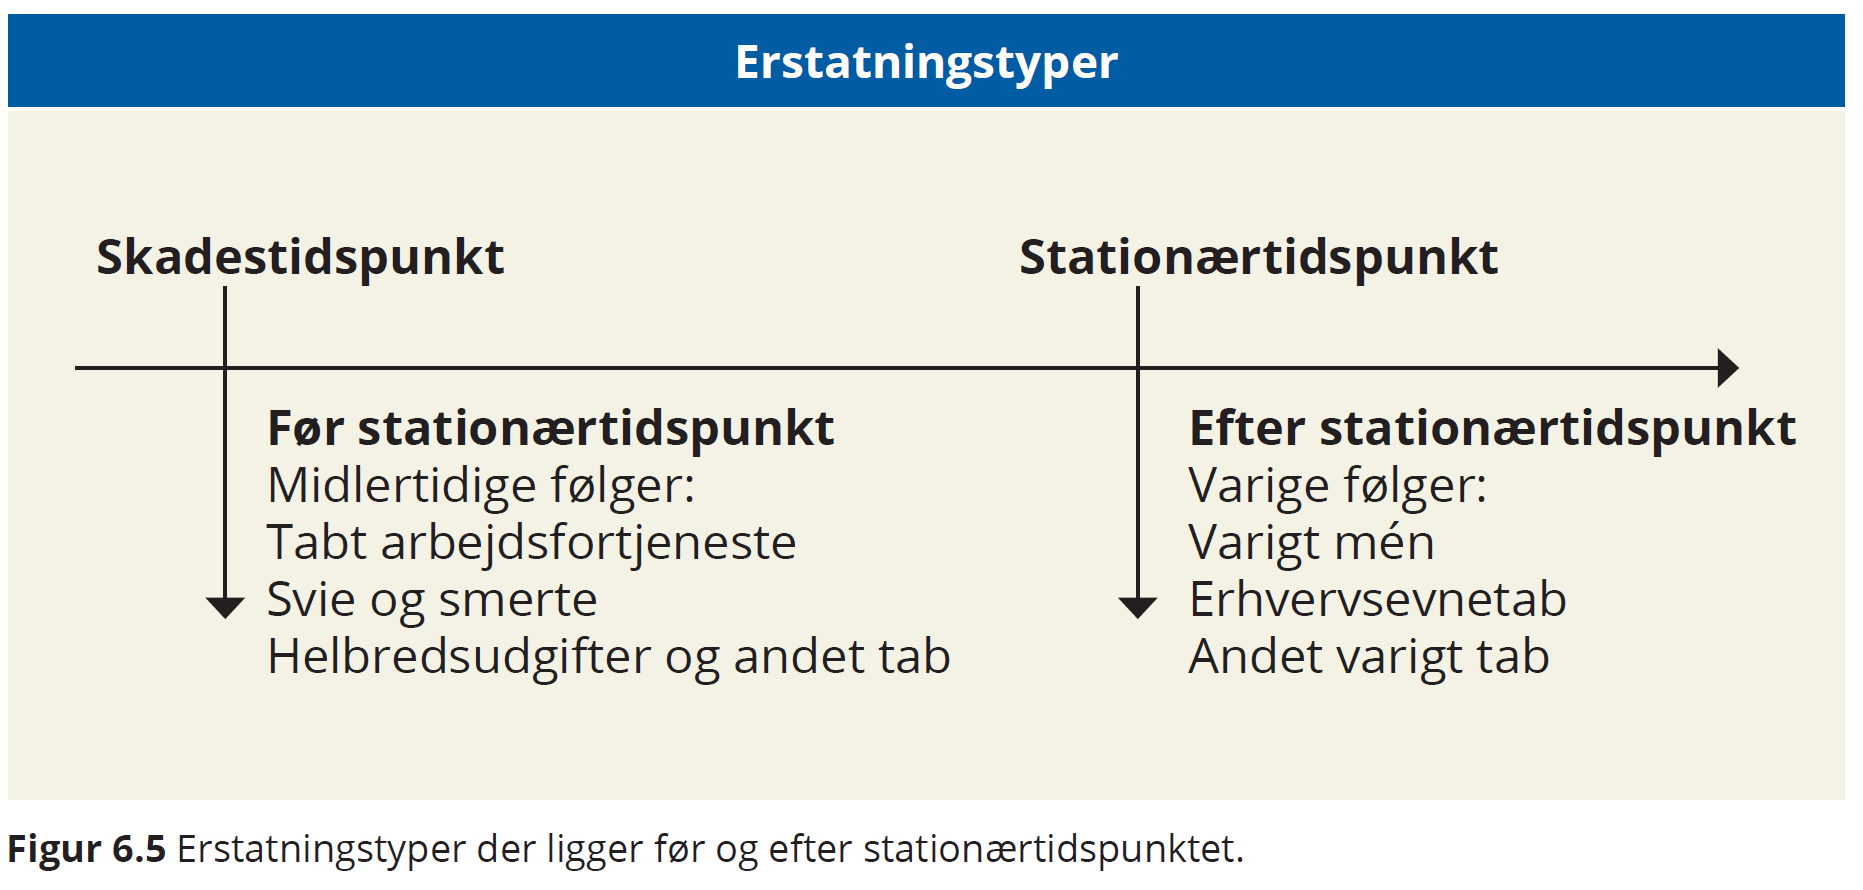 Erstatningstyper
Skadestidspunkt
Stationærtidspunkt
Før stationærtidspunkt
Midlertidige følger:
Tabt arbejdsfortjeneste
Svie og smerte
Helbredsudgifter og andet tab
Efter stationærtidspunkt
Varige følger:
Varigt mén
Erhvervsevnetab
Andet varigt tab
Figur 6.5 Erstatningstyper der ligger før og efter stationærtidspunktet.